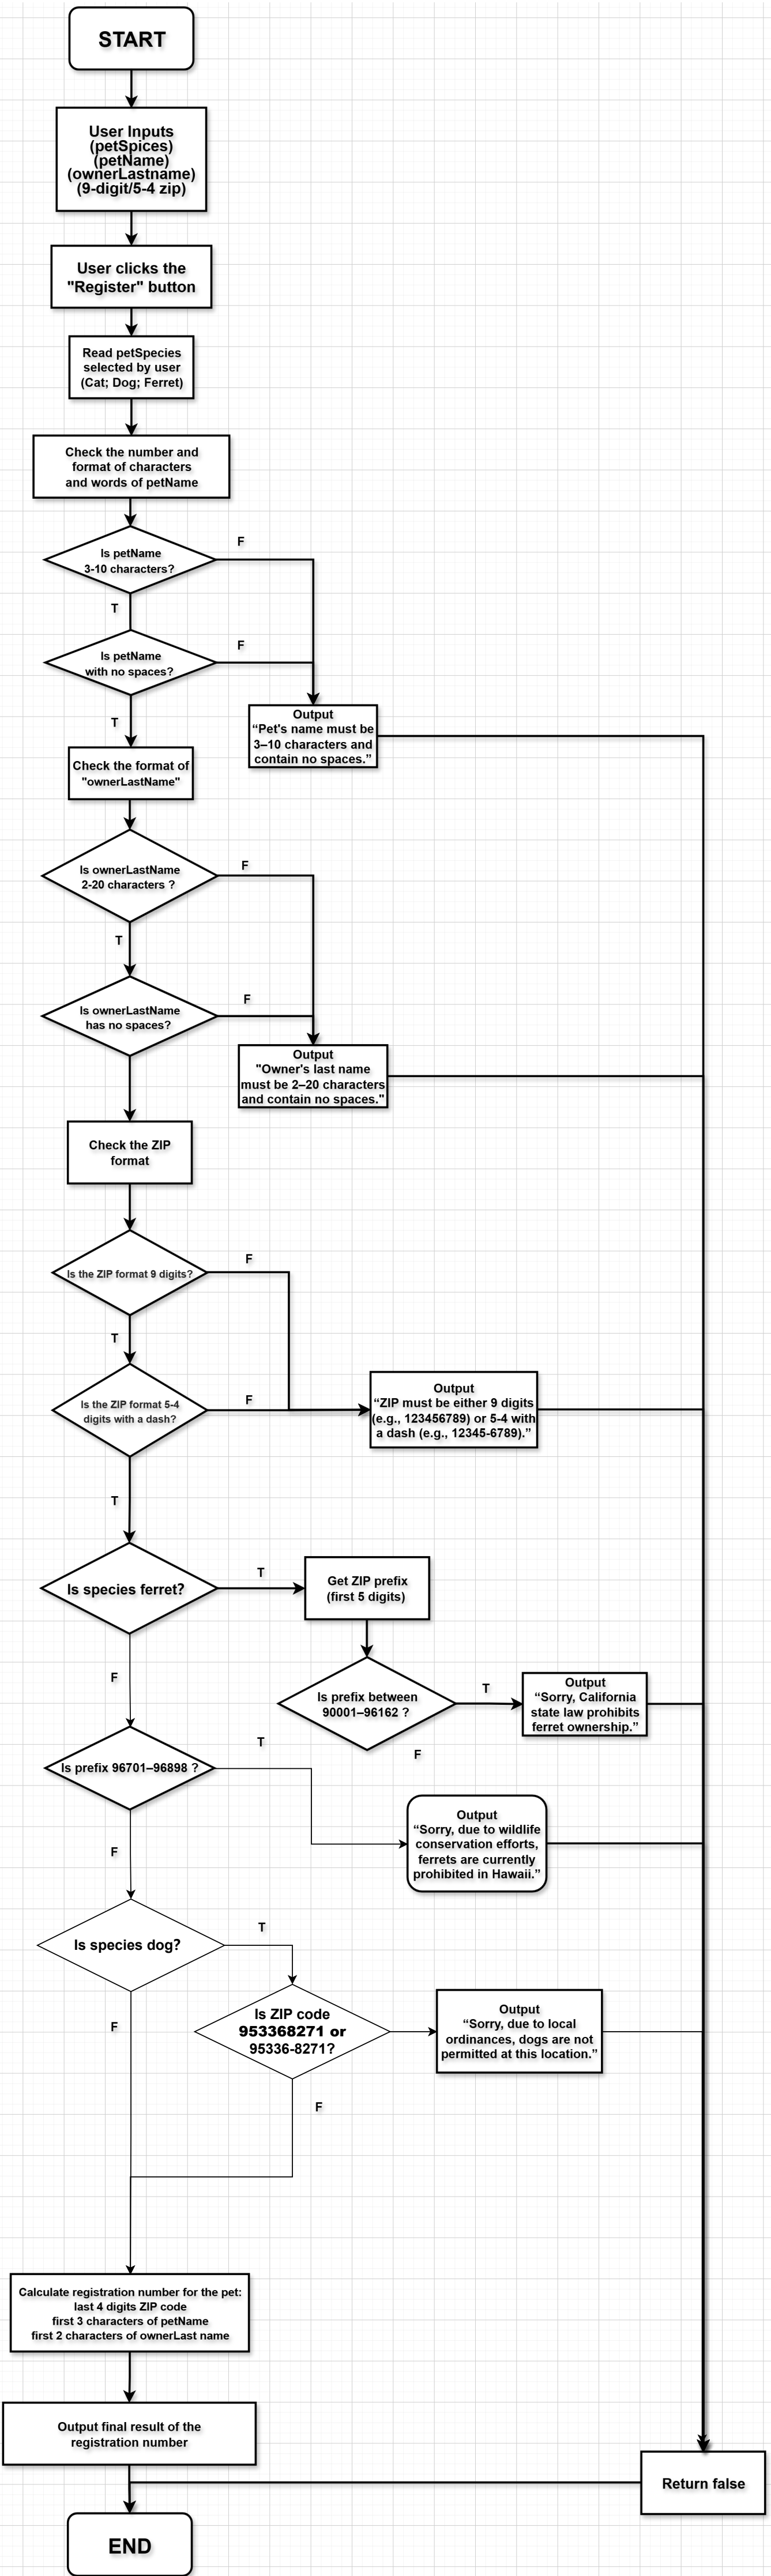 START
User Inputs
(petSpices)
(petName)
(ownerLastname)
(9-digit/5-4 zip)
User clicks the
"Register" button
Read petSpecies
selected by user
(Cat; Dog; Ferret)
Check the number and
format of characters
and words of petName
F
Is petName
3-10 characters?
T
F
Is petName
with no spaces?
T
Output
“Pet's name must be
3–10 characters and
contain no spaces.”
Check the format of
"ownerLastName"
F
Is ownerLastName
2-20 characters ?
T
F
Is ownerLastName
has no spaces?
Output
"Owner's last name
must be 2–20 characters
and contain no spaces."
Check the ZIP
format
F
Is the ZIP format 9 digits?
T
Output
“ZIP must be either 9 digits
(e.g., 123456789) or 5-4 with
a dash (e.g., 12345-6789).”
F
Is the ZIP format 5-4
digits with a dash?
T
Is species ferret?
T
Get ZIP prefix
(first 5 digits)
F
Is prefix between
90001–96162 ?
T
Output
“Sorry, California
state law prohibits
ferret ownership.”
F
T
Is prefix 96701–96898 ?
Output
“Sorry, due to wildlife
conservation efforts,
ferrets are currently
prohibited in Hawaii.”
F
T
Is species dog?
Is ZIP code
953368271 or
95336-8271?
Output
“Sorry, due to local
ordinances, dogs are not
permitted at this location.”
F
F
Calculate registration number for the pet:
last 4 digits ZIP code
first 3 characters of petName
first 2 characters of ownerLast name
Output final result of the
registration number
Return false
END